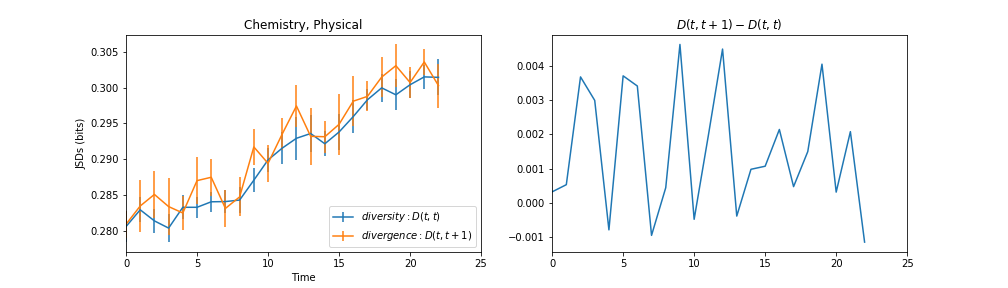 Chemistry, Physical
JSDs (bits)
0.305
0.300
0.295
0.290
0.285
0.280
0 5 10 15 20 25
Time
diversity: D(t, t)
divergence: D(t, t + 1)
D(t, t + 1) − D(t, t)
0.004
0.003
0.002
0.001
0.000
−0.001
0 5 10 15 20 25